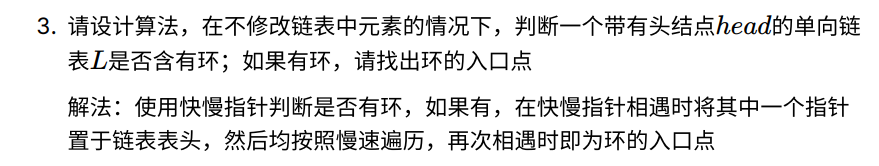 3. 请设计算法，在不修改链表中元素的情况下，判断一个带有头结点head的单向链
表L是否含有环；如果有环，请找出环的入口点
解法：使用快慢指针判断是否有环，如果有，在快慢指针相遇时将其中一个指针
置于链表表头，然后均按照慢速遍历，再次相遇时即为环的入口点